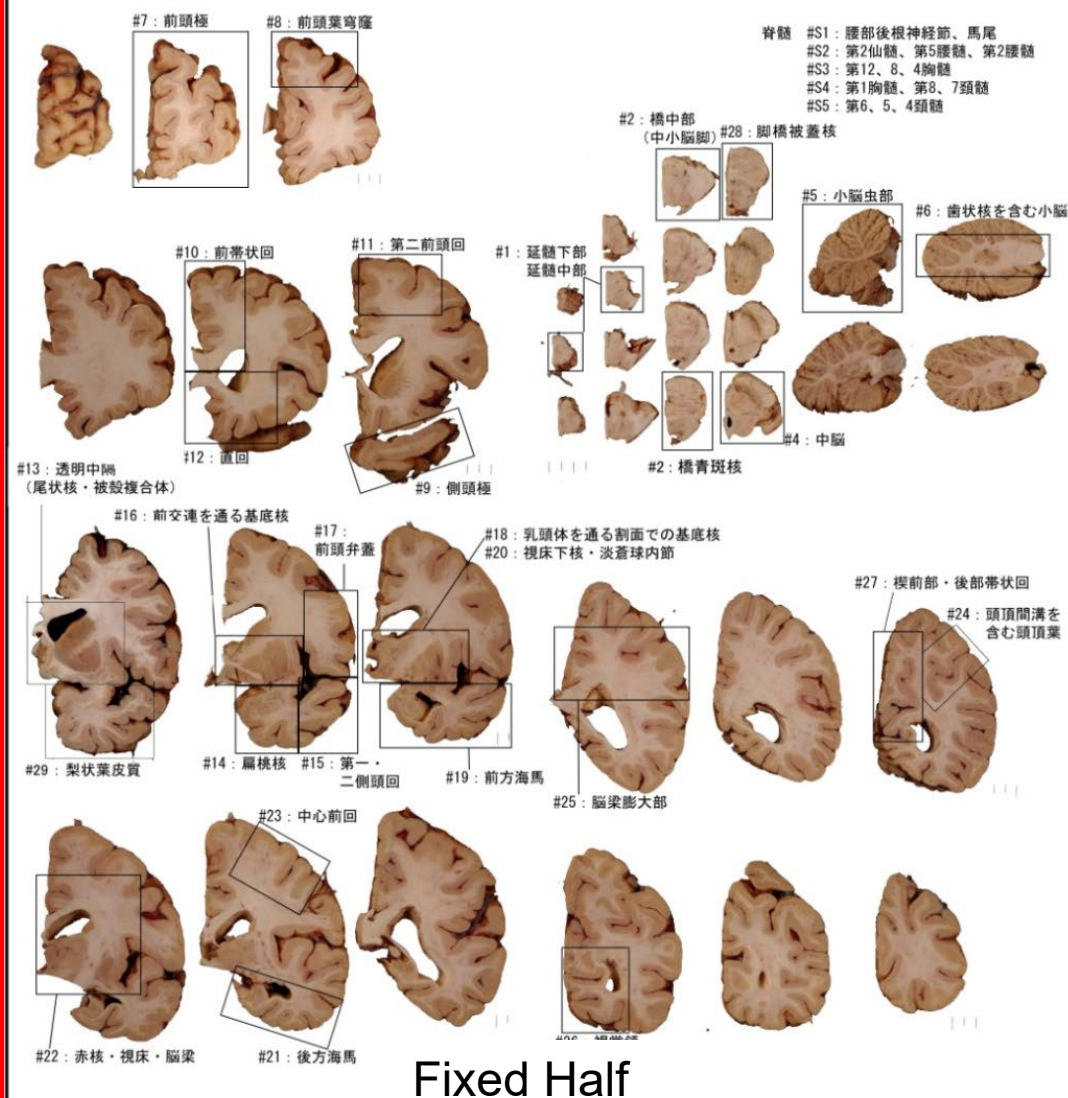 #7：前頭極
#8：前頭葉穹窿
脊髄 #S1：腰部後根神経節、馬尾
#S2：第2仙髄、第5腰髄、第2腰髄
#S3：第12、8、4胸髄
#S4：第1胸髄、第8、7頚髄
#S5：第6、5、4頚髄
#2：橋中部
（中小脳脚）
#28：脚橋被蓋核
#5：小脳虫部
#6：歯状核を含む小脳
#1：延髄下部
延髄中部
#10：前帯状回
#11：第二前頭回
#12：直回
#9：側頭極
#2：橋青斑核
#4：中脳
#13：透明中隔
（尾状核・被殻複合体）
#16：前交連を通る基底核
#17：
前頭弁蓋
#18：乳頭体を通る割面での基底核
#20：視床下核・淡蒼球内節
#27：楔前部・後部帯状回
#24：頭頂間溝を
含む頭頂葉
#29：梨状葉皮質
#14：扁桃核
#15：第一・
二側頭回
#19：前方海馬
#25：脳梁膨大部
#23：中心前回
#22：赤核・視床・脳梁
#21：後方海馬
Fixed Half